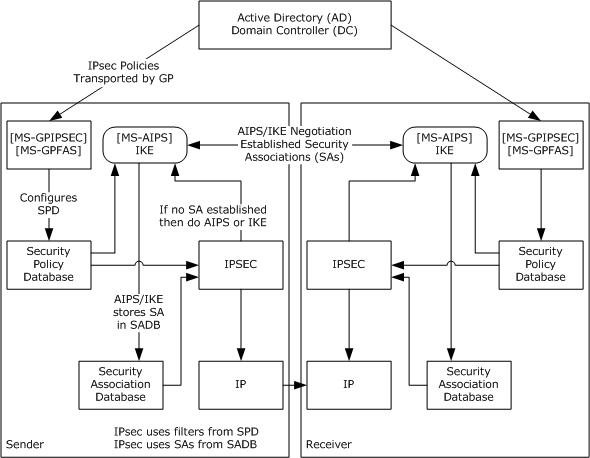 Active Directory (AD)
Domain Controller (DC)
IPsec Policies
Transported by GP
[MS-GPIPSEC]
[MS-GPFAS]
[MS-AIPS]
IKE
AIPS/IKE Negotiation
Established Security
Associations (SAs)
[MS-AIPS]
IKE
[MS-GPIPSEC]
[MS-GPFAS]
Configures
SPD
If no SA established
then do AIPS or IKE
Security
Policy
Database
IPSEC
IPSEC
Security
Policy
Database
AIPS/IKE
stores SA
in SADB
Security
Association
Database
IP
IP
Security
Association
Database
IPsec uses filters from SPD
IPsec uses SAs from SADB
Sender
Receiver